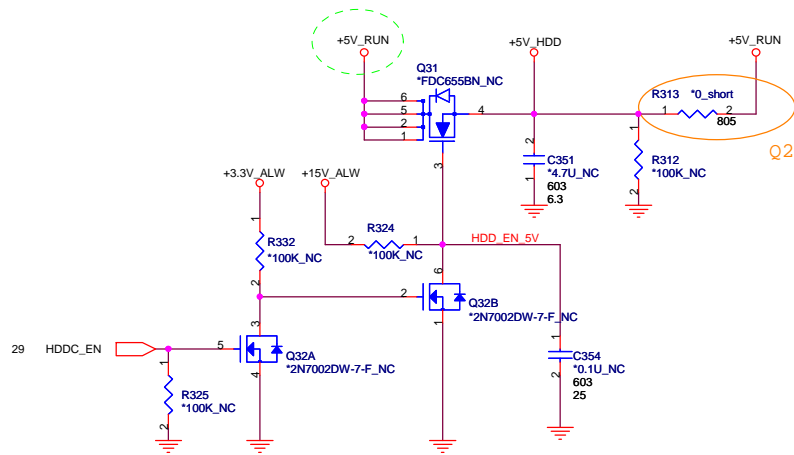 +5V_RUN
+5V_HDD
+5V_RUN
Q31
*FDC655BN_NC
6
5
2
1
4
3
R313 *0_short
1 2
805
Q2
2
C351
*4.7U_NC
1
603
6.3
1
R312
*100K_NC
2
+3.3V_ALW
+15V_ALW
1
R332
*100K_NC
2
R324
2 1
*100K_NC
HDD_EN_5V
6
2
Q32B
*2N7002DW-7-F_NC
1
3
29 HDDC_EN
5
Q32A
*2N7002DW-7-F_NC
4
1
R325
*100K_NC
2
1
C354
*0.1U_NC
2
603
25